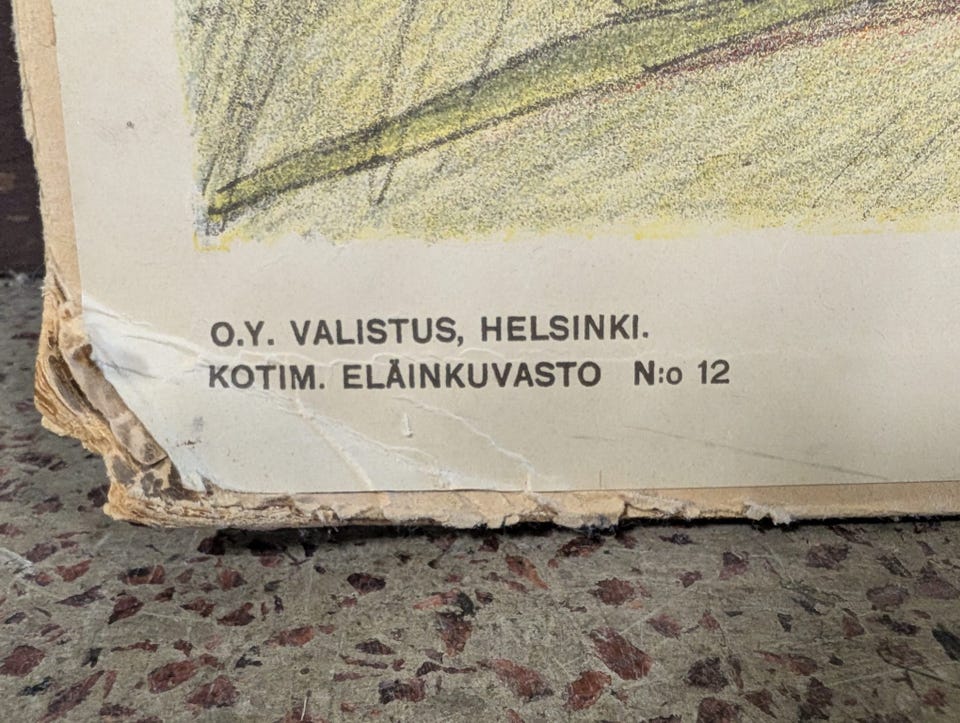 O.Y. VALISTUS, HELSINKI.
KOTIM. ELÄINKUVASTO N:o 12